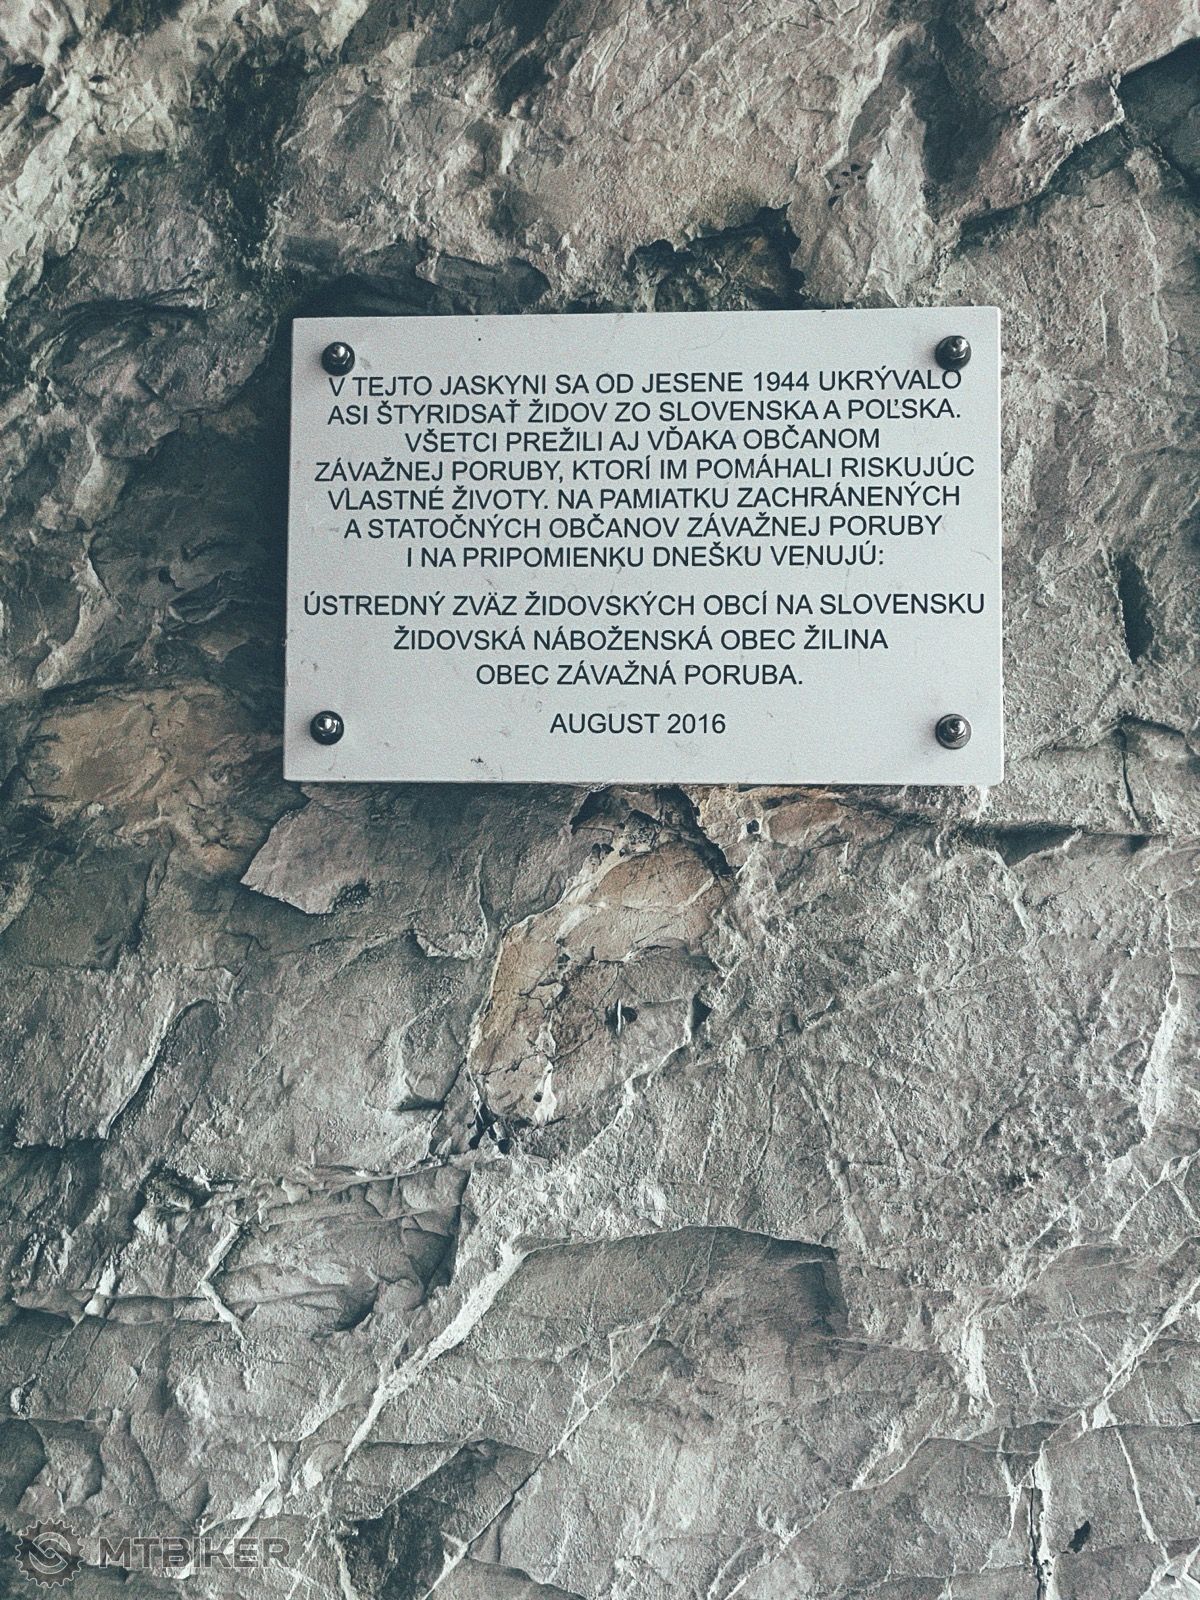 V TEJTO JASKYNI SA OD JESENE 1944 UKRÝVALO
ASI ŠTYRIDSAŤ ŽIDOV ZO SLOVENSKA A POĽSKA.
VŠETCI PREŽILI AJ VĎAKA OBČANOM
ZÁVAŽNEJ PORUBY, KTORÍ IM POMÁHALI RISKUJÚC
VLASTNÉ ŽIVOTY. NA PAMIATKU ZACHRÁNENÝCH
A STATOČNÝCH OBČANOV ZÁVAŽNEJ PORUBY
I NA PRIPOMIENKU DNEŠKU VENUJÚ:
ÚSTREDNÝ ZVÄZ ŽIDOVSKÝCH OBCÍ NA SLOVENSKU
ŽIDOVSKÁ NÁBOŽENSKÁ OBEC ŽILINA
OBEC ZÁVAŽNÁ PORUBA.
AUGUST 2016
MTBIKER